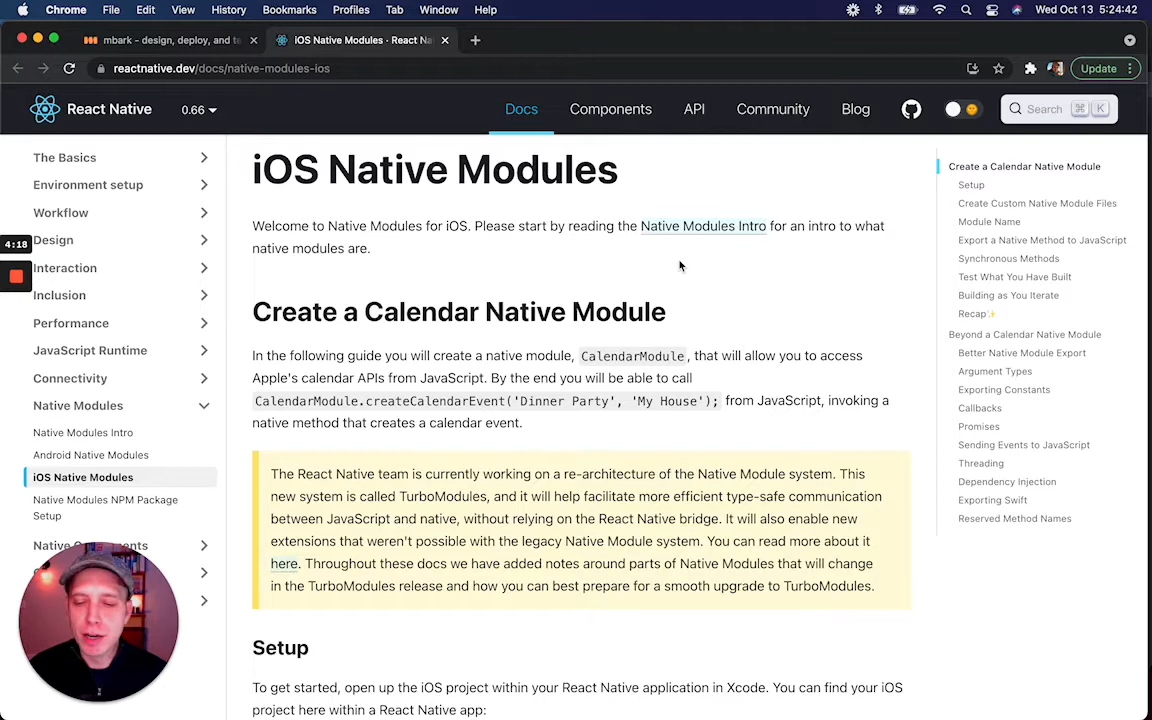 Chrome File Edit View History Bookmarks Profiles Tab Window Help Wed Oct 13 5:24:42
mbark - design, deploy, and te
iOS Native Modules · React Na
reactnative.dev/docs/native-modules-ios Update
React Native 0.66 Docs Components API Community Blog Search ⌘ K
The Basics
Environment setup
Workflow
Design
Interaction
Inclusion
Performance
JavaScript Runtime
Connectivity
Native Modules
Native Modules Intro
Android Native Modules
iOS Native Modules
Native Modules NPM Package
Setup
4:18
iOS Native Modules
Welcome to Native Modules for iOS. Please start by reading the Native Modules Intro for an intro to what
native modules are.
Create a Calendar Native Module
In the following guide you will create a native module, CalendarModule, that will allow you to access
Apple's calendar APIs from JavaScript. By the end you will be able to call
CalendarModule.createCalendarEvent('Dinner Party', 'My House'); from JavaScript, invoking a
native method that creates a calendar event.
The React Native team is currently working on a re-architecture of the Native Module system. This
new system is called TurboModules, and it will help facilitate more efficient type-safe communication
between JavaScript and native, without relying on the React Native bridge. It will also enable new
extensions that weren't possible with the legacy Native Module system. You can read more about it
here. Throughout these docs we have added notes around parts of Native Modules that will change
in the TurboModules release and how you can best prepare for a smooth upgrade to TurboModules.
Setup
To get started, open up the iOS project within your React Native application in Xcode. You can find your iOS
project here within a React Native app:
Create a Calendar Native Module
Setup
Create Custom Native Module Files
Module Name
Export a Native Method to JavaScript
Synchronous Methods
Test What You Have Built
Building as You Iterate
Recap✨
Beyond a Calendar Native Module
Better Native Module Export
Argument Types
Exporting Constants
Callbacks
Promises
Sending Events to JavaScript
Threading
Dependency Injection
Exporting Swift
Reserved Method Names